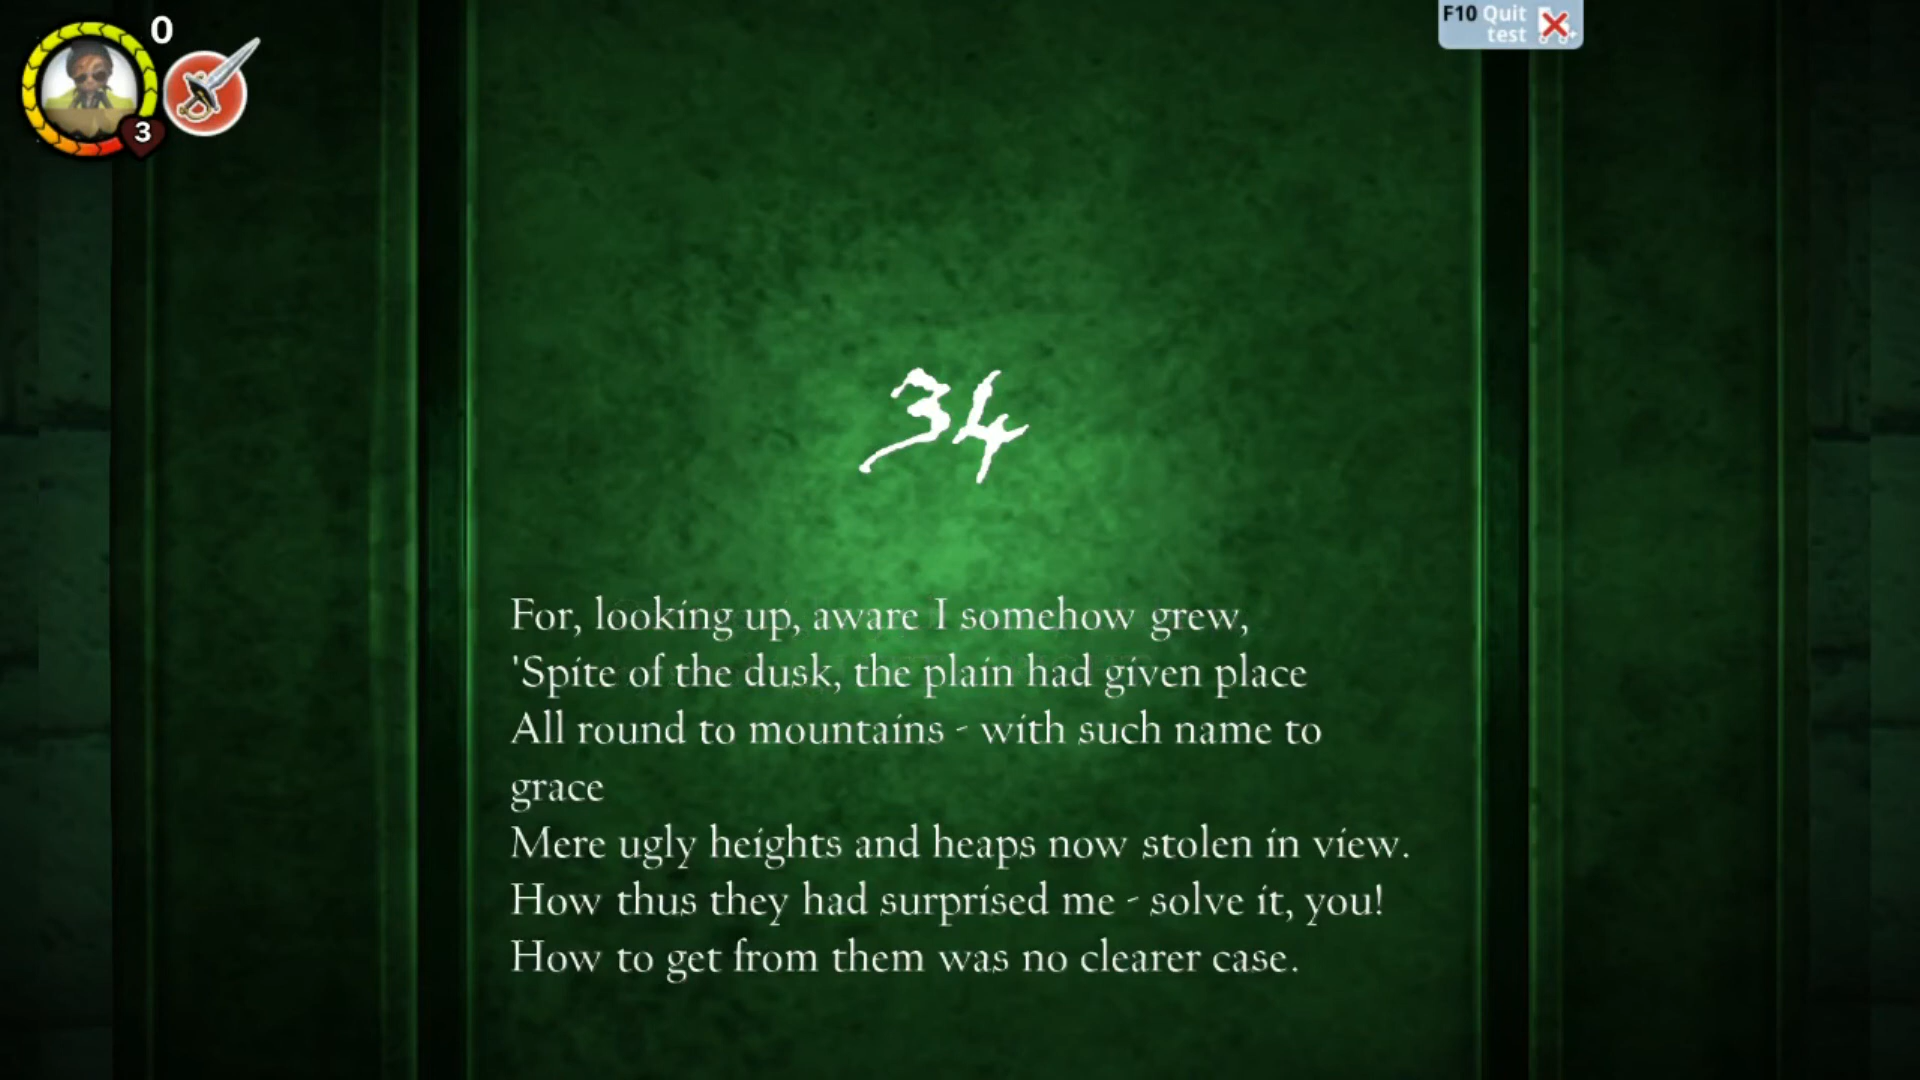 0
3
F10 Quit
test
34
For, looking up, aware I somehow grew,
'Spite of the dusk, the plain had given place
All round to mountains - with such name to
grace
Mere ugly heights and heaps now stolen in view.
How thus they had surprised me - solve it, you!
How to get from them was no clearer case.